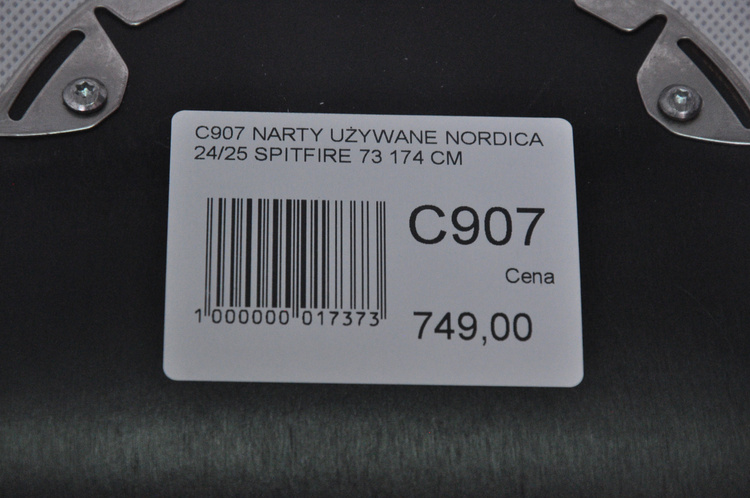 C907 NARTY UŻYWANE NORDICA
24/25 SPITFIRE 73 174 CM
C907
Cena
749,00
1 000000 017373